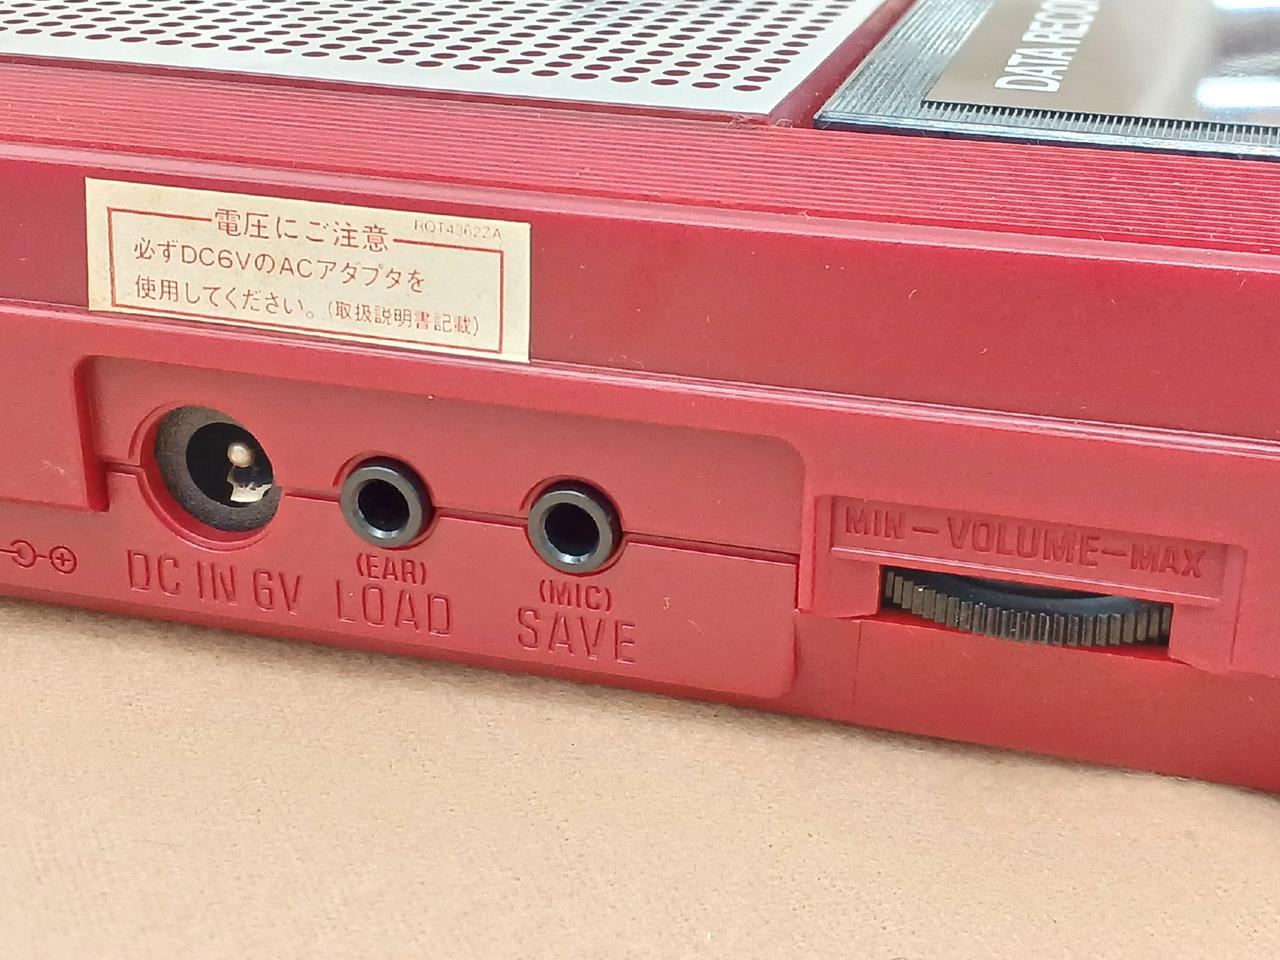 DATA RECO
電圧にご注意
RQT43622A
必ずDC6VのACアダプタを
使用してください。(取扱説明書記載)
DC IN 6V
(EAR)
LOAD
(MIC)
SAVE
MIN－VOLUME－MAX